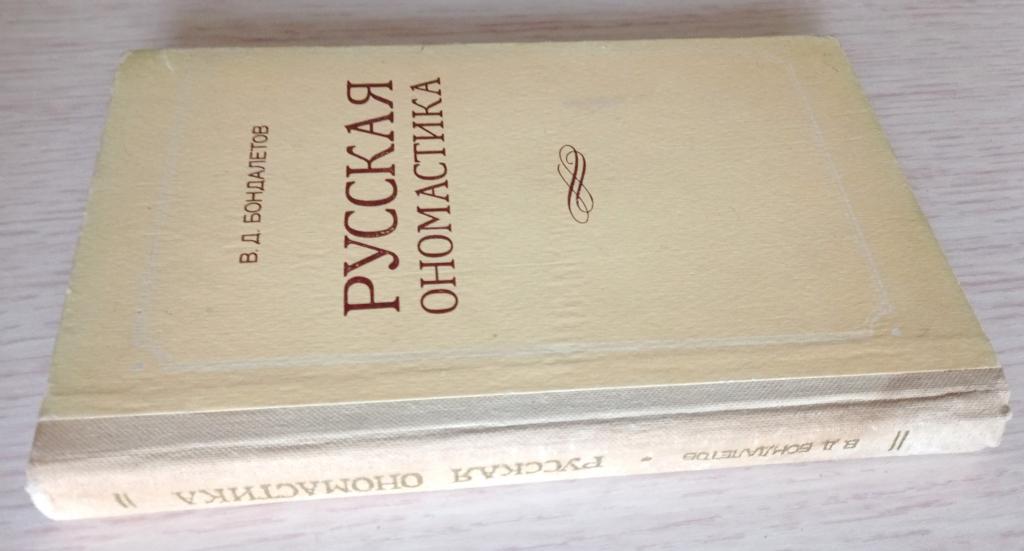 В. Д. БОНДАЛЕТОВ
РУССКАЯ
ОНОМАСТИКА
В. Д. БОНДАЛЕТОВ • РУССКАЯ ОНОМАСТИКА